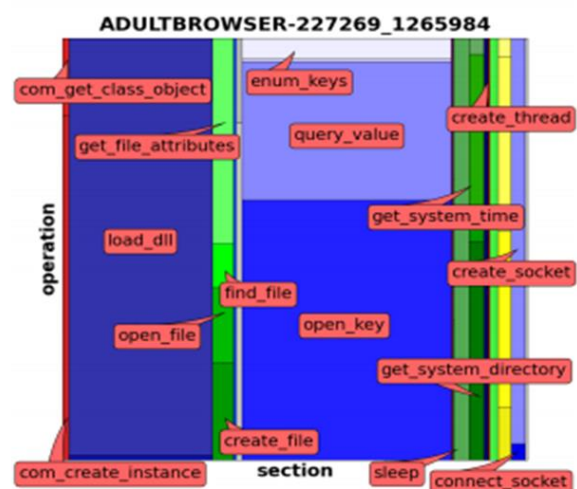 ADULTBROWSER-227269_1265984
enum_keys
com_get_class_object
create_thread
query_value
get_file_attributes
get_system_time
load_dll
operation
create_socket
find_file
open_key
open_file
get_system_directory
create_file
com_create_instance
section
sleep
connect_socket